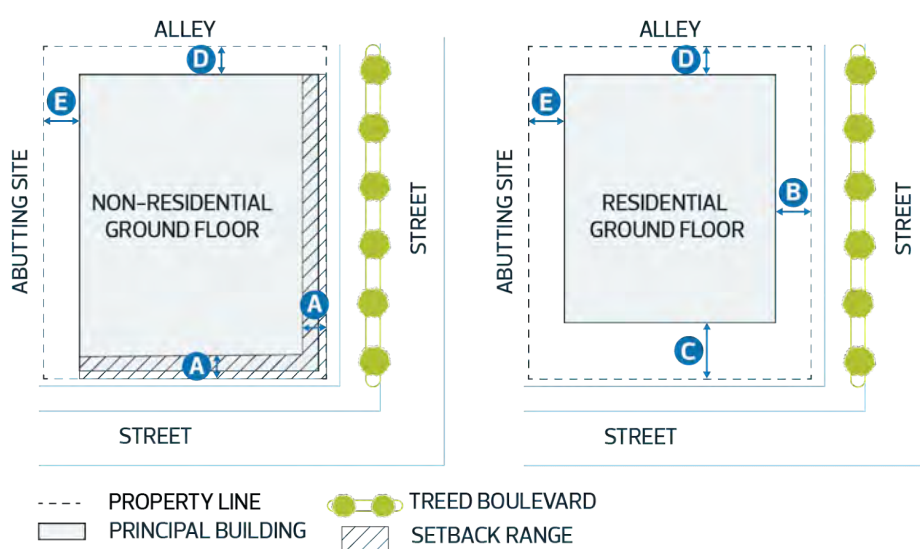 ALLEY
D
E
ABUTTING SITE
NON-RESIDENTIAL
GROUND FLOOR
A
A
STREET
STREET
ALLEY
D
E
ABUTTING SITE
RESIDENTIAL
GROUND FLOOR
B
C
STREET
STREET
PROPERTY LINE
TREED BOULEVARD
PRINCIPAL BUILDING
SETBACK RANGE